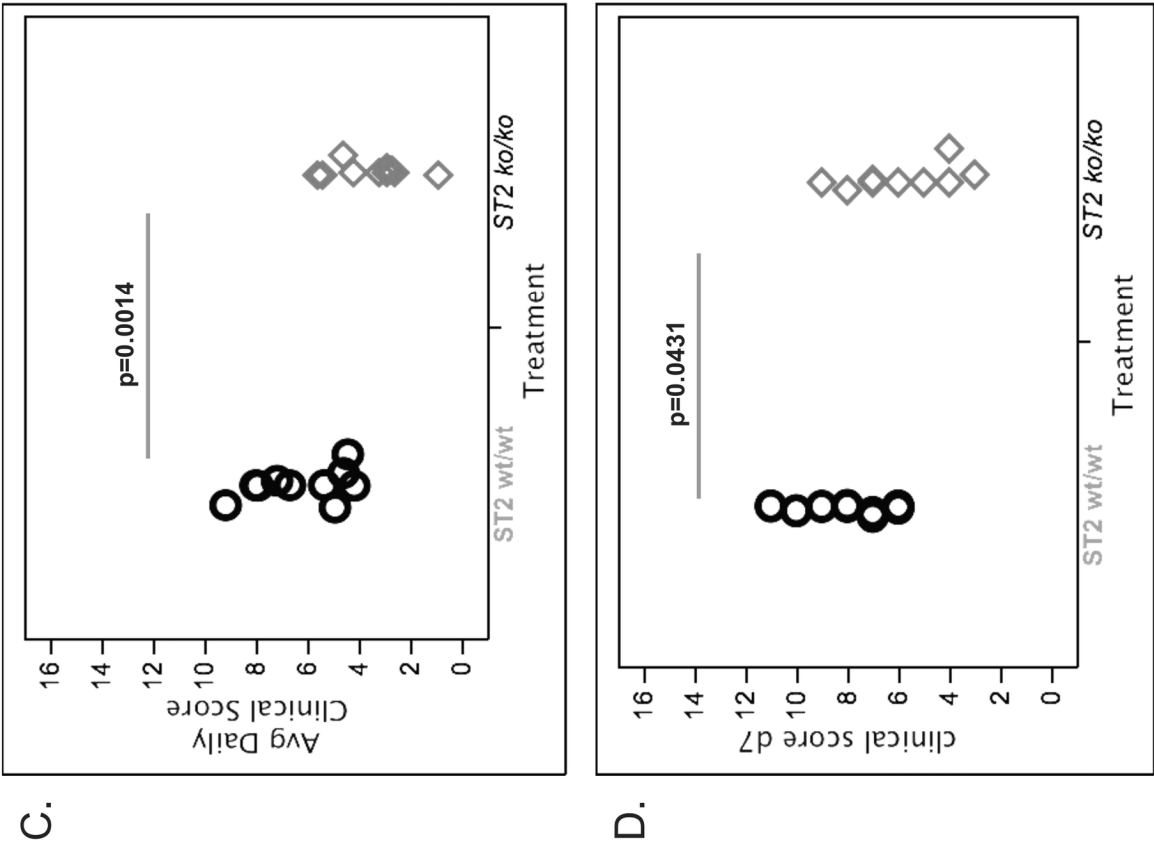 C.
Avg Daily
Clinical Score
16
14
12
10
8
6
4
2
0
p=0.0014
ST2 wt/wt
ST2 ko/ko
Treatment
D.
clinical score d7
16
14
12
10
8
6
4
2
0
p=0.0431
ST2 wt/wt
ST2 ko/ko
Treatment